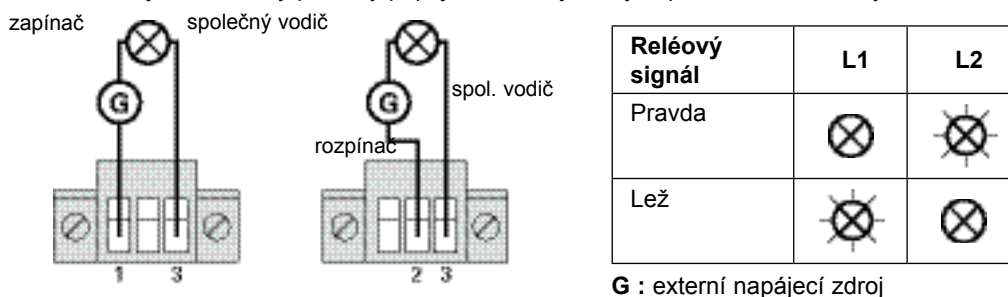 zapínač
společný vodič
G
1 3
spol. vodič
G
rozpínač
2 3
Reléový signál L1 L2
Pravda
Lež
G : externí napájecí zdroj